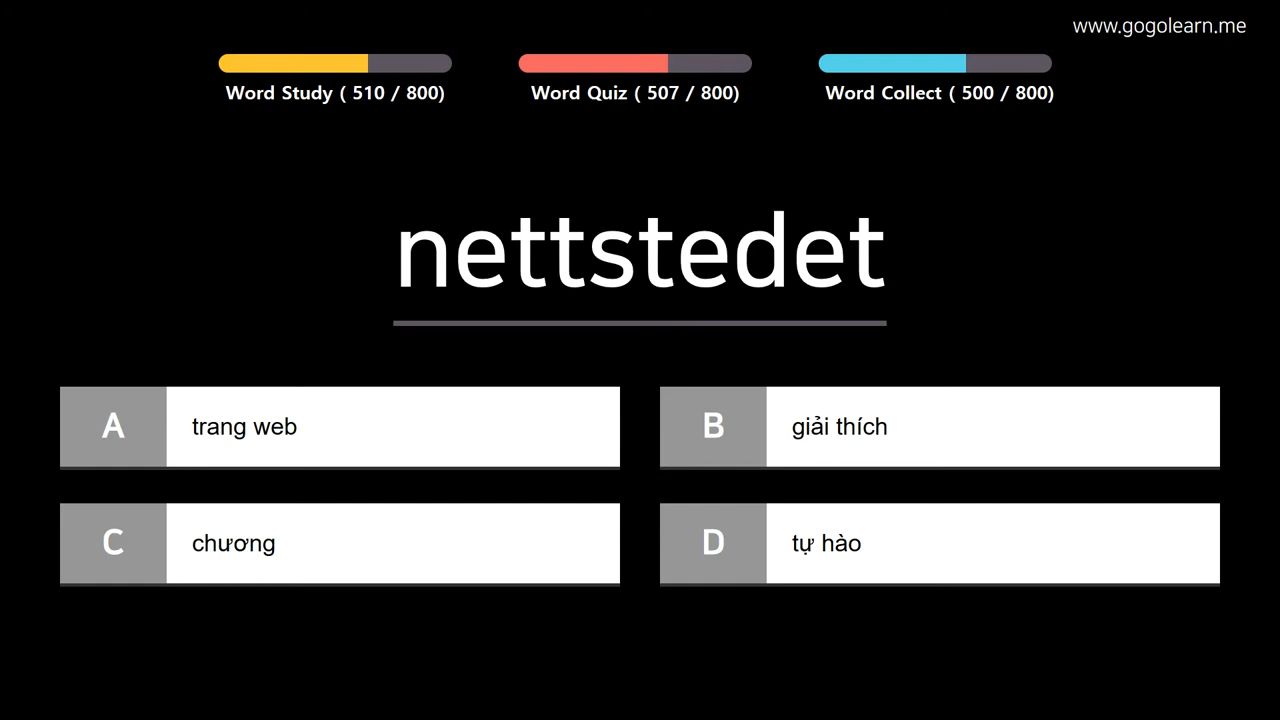 www.gogolearn.me
Word Study ( 510 / 800)
Word Quiz ( 507 / 800)
Word Collect ( 500 / 800)
nettstedet
A trang web
B giải thích
C chương
D tự hào